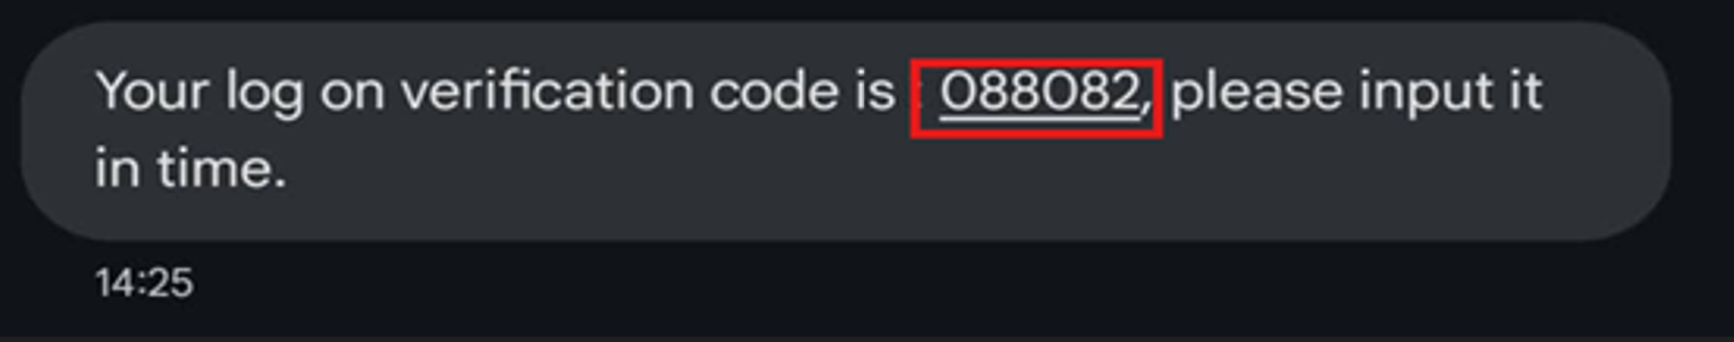 Your log on verification code is : 088082, please input it
in time.
14:25